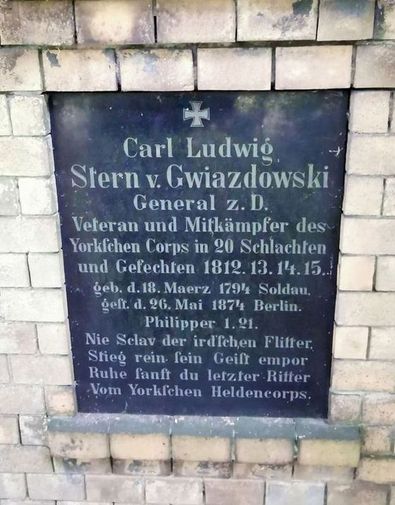 Carl Ludwig
Stern v. Gwiazdowski
General z. D.
Veteran und Mitkämpfer des
Yorkſchen Corps in 20 Schlachten
und Gefechten 1812. 13. 14. 15.
geb. d. 18. Maerz 1794 Soldau.
geſt. d. 26. Mai 1874 Berlin.
Philipper 1. 21.
Nie Sclav der ird'ſchen Flitter,
Stieg rein ſein Geiſt empor
Ruhe ſanft du letzter Ritter
Vom Yorkſchen Heldencorps.